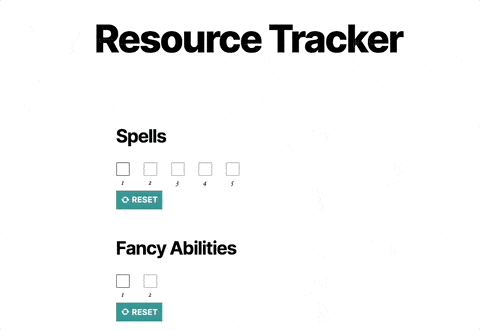 Resource Tracker
Spells
1 2 3 4 5
RESET
Fancy Abilities
1 2
RESET